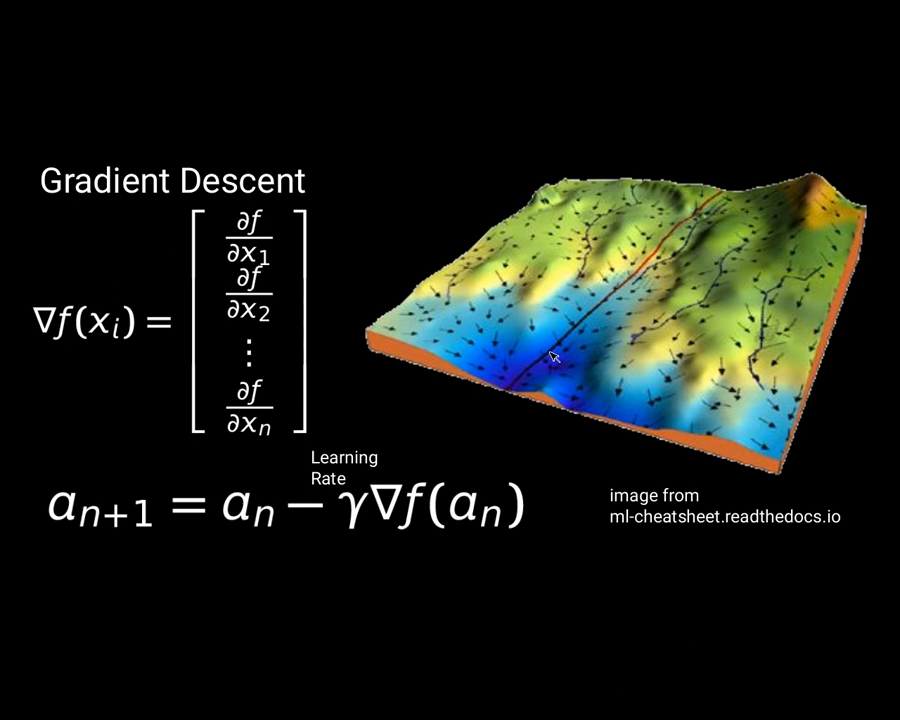 Gradient Descent
∇f(xᵢ) = [ ∂f/∂x₁
∂f/∂x₂
⋮
∂f/∂xₙ ]
Learning
Rate
aₙ₊₁ = aₙ − γ∇f(aₙ)
image from
ml-cheatsheet.readthedocs.io